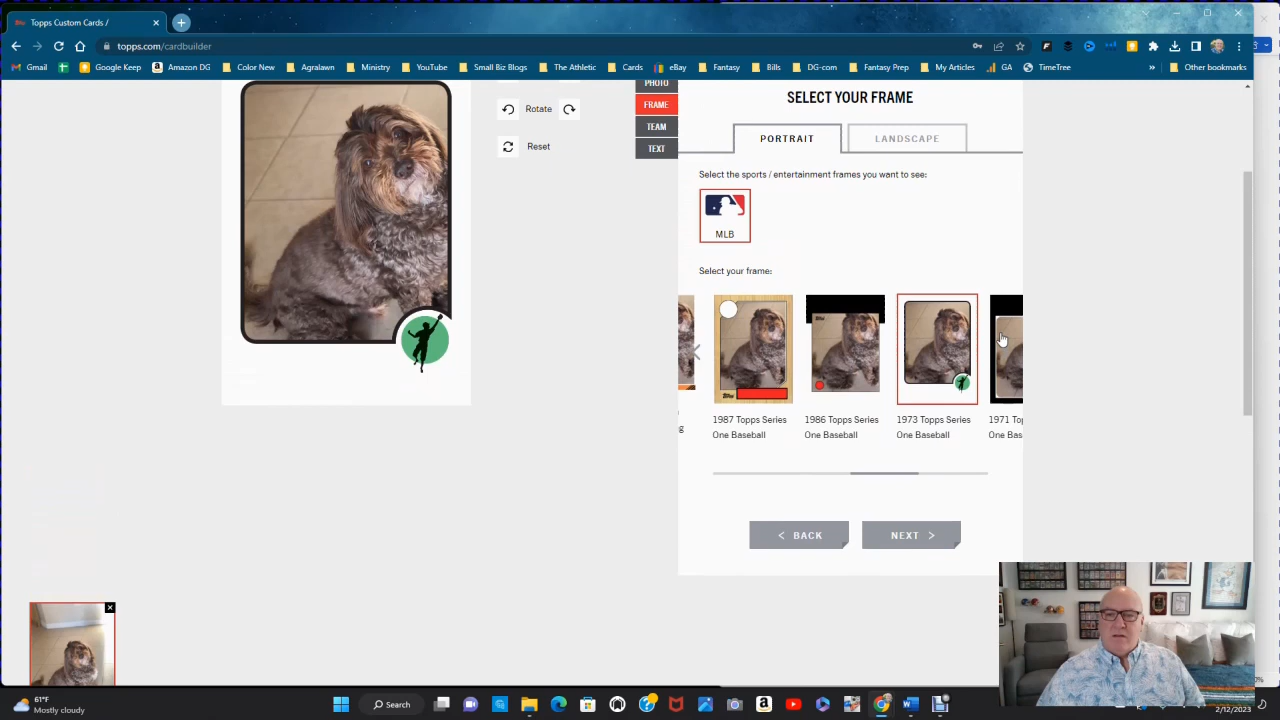 Topps Custom Cards /
topps.com/cardbuilder
Gmail
Google Keep
Amazon DG
Color New
Agralawn
Ministry
YouTube
Small Biz Blogs
The Athletic
Cards
eBay
Fantasy
Bills
DG-com
Fantasy Prep
My Articles
GA
TimeTree
»
Other bookmarks
Rotate
Reset
PHOTO
FRAME
TEAM
TEXT
SELECT YOUR FRAME
PORTRAIT
LANDSCAPE
Select the sports / entertainment frames you want to see:
MLB
Select your frame:
g
1987 Topps Series
One Baseball
1986 Topps Series
One Baseball
1973 Topps Series
One Baseball
1971 Top
One Bas
< BACK
NEXT >
61°F
Mostly cloudy
Search
2/12/2023